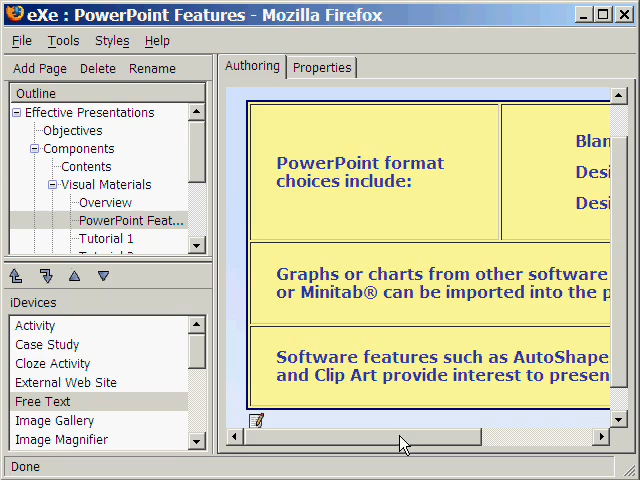 eXe : PowerPoint Features - Mozilla Firefox
File Tools Styles Help
Add Page Delete Rename
Outline
Effective Presentations
Objectives
Components
Contents
Visual Materials
Overview
PowerPoint Feat...
Tutorial 1
iDevices
Activity
Case Study
Cloze Activity
External Web Site
Free Text
Image Gallery
Image Magnifier
Authoring Properties
PowerPoint format
choices include:
Blan
Desi
Desi
Graphs or charts from other software
or Minitab® can be imported into the p
Software features such as AutoShape
and Clip Art provide interest to presen
Done